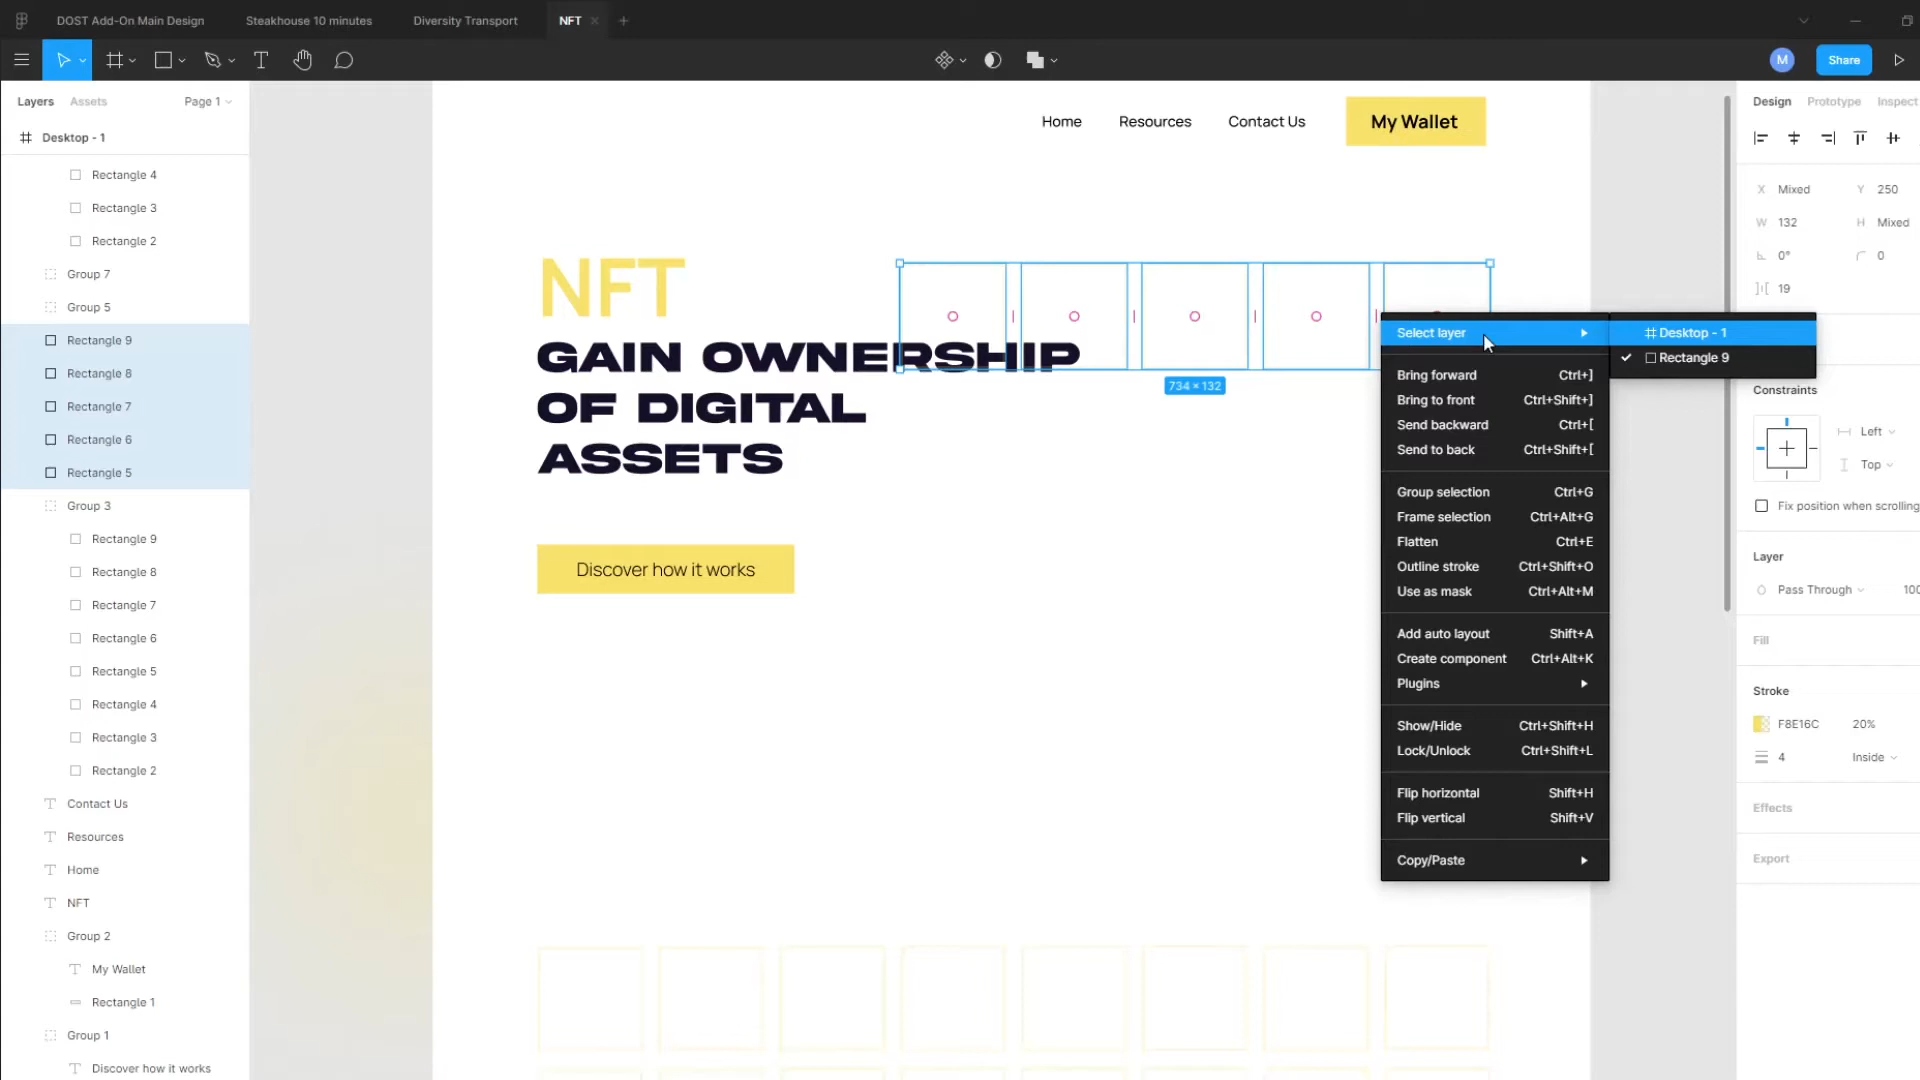 DOST Add-On Main Design
Steakhouse 10 minutes
Diversity Transport
NFT
M
Share
Layers
Assets
Page 1
Desktop - 1
Rectangle 4
Rectangle 3
Rectangle 2
Group 7
Group 5
Rectangle 9
Rectangle 8
Rectangle 7
Rectangle 6
Rectangle 5
Group 3
Rectangle 9
Rectangle 8
Rectangle 7
Rectangle 6
Rectangle 5
Rectangle 4
Rectangle 3
Rectangle 2
Contact Us
Resources
Home
NFT
Group 2
My Wallet
Rectangle 1
Group 1
Discover how it works
Home
Resources
Contact Us
My Wallet
NFT
GAIN OWNERSHIP
OF DIGITAL
ASSETS
Discover how it works
734 × 132
Select layer
Bring forward Ctrl+]
Bring to front Ctrl+Shift+]
Send backward Ctrl+[
Send to back Ctrl+Shift+[
Group selection Ctrl+G
Frame selection Ctrl+Alt+G
Flatten Ctrl+E
Outline stroke Ctrl+Shift+O
Use as mask Ctrl+Alt+M
Add auto layout Shift+A
Create component Ctrl+Alt+K
Plugins
Show/Hide Ctrl+Shift+H
Lock/Unlock Ctrl+Shift+L
Flip horizontal Shift+H
Flip vertical Shift+V
Copy/Paste
Desktop - 1
Rectangle 9
Design
Prototype
Inspect
X Mixed Y 250
W 132 H Mixed
0° 0
19
Constraints
Left
Top
Fix position when scrolling
Layer
Pass Through 100
Fill
Stroke
F8E16C 20%
4 Inside
Effects
Export